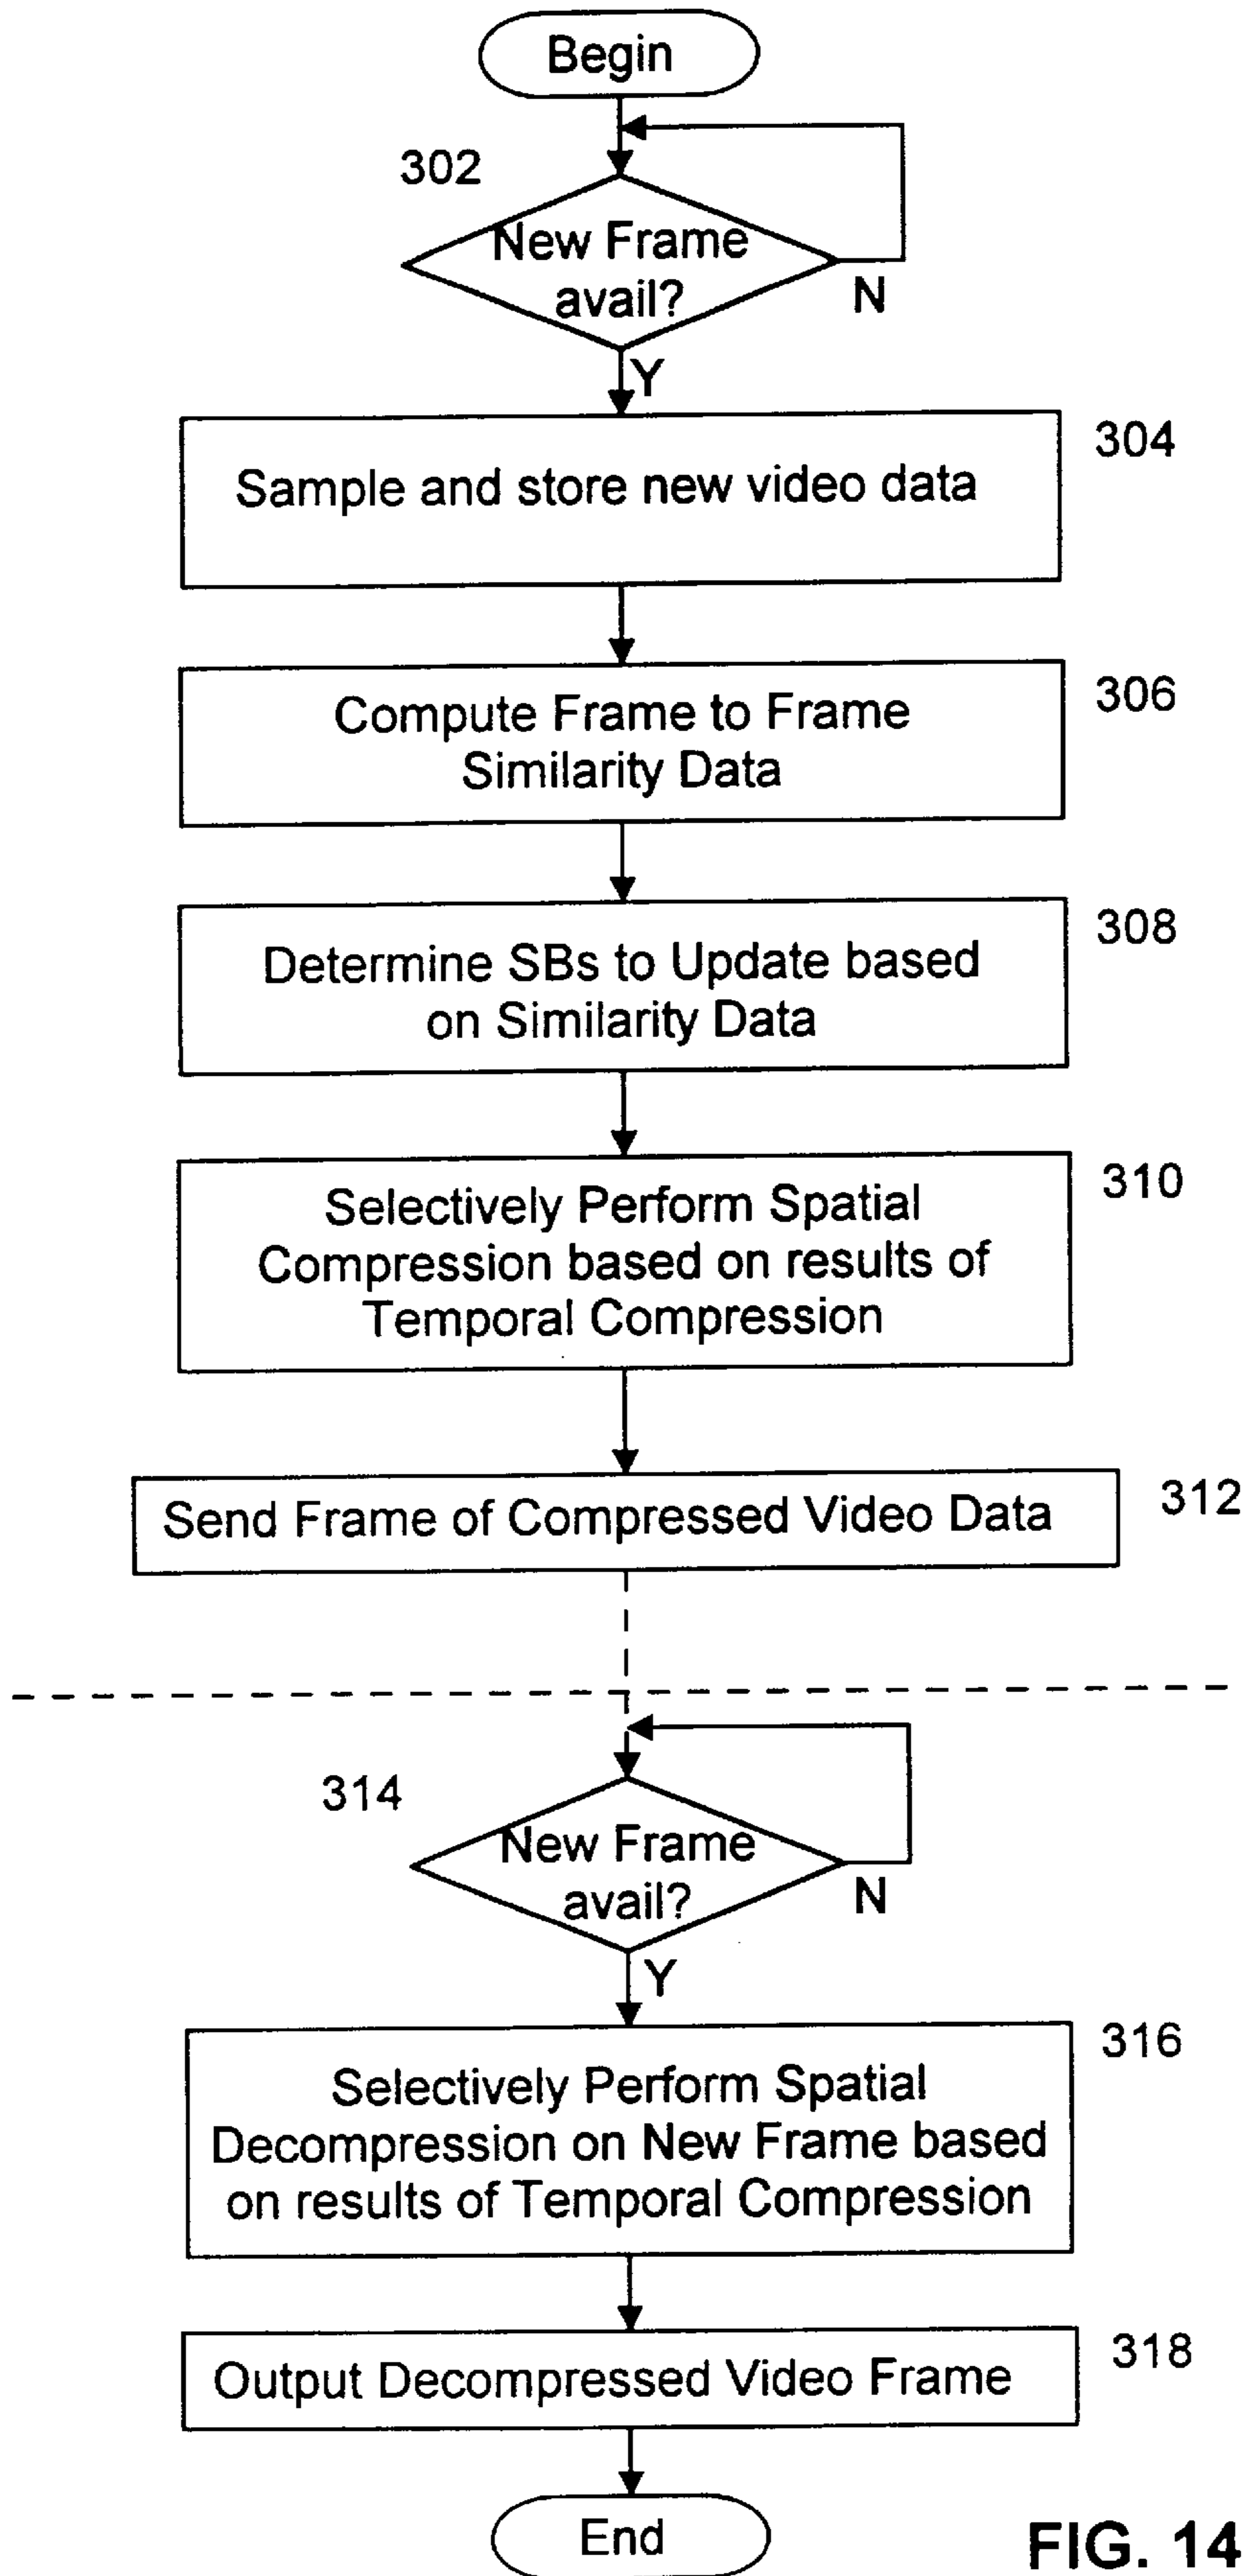 Begin
302
New Frame
avail?
N
Y
304
Sample and store new video data
306
Compute Frame to Frame
Similarity Data
308
Determine SBs to Update based
on Similarity Data
310
Selectively Perform Spatial
Compression based on results of
Temporal Compression
312
Send Frame of Compressed Video Data
314
New Frame
avail?
N
Y
316
Selectively Perform Spatial
Decompression on New Frame based
on results of Temporal Compression
318
Output Decompressed Video Frame
End
FIG. 14